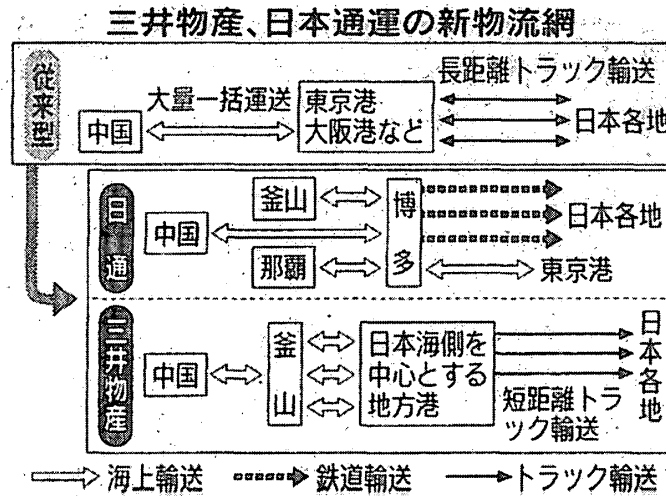 三井物産、日本通運の新物流網
従来型
中国
大量一括運送
東京港
大阪港など
長距離トラック輸送
日本各地
日通
中国
釜山
那覇
博多
日本各地
東京港
三井物産
中国
釜山
日本海側を
中心とする
地方港
短距離トラ
ック輸送
日本各地
海上輸送
鉄道輸送
トラック輸送